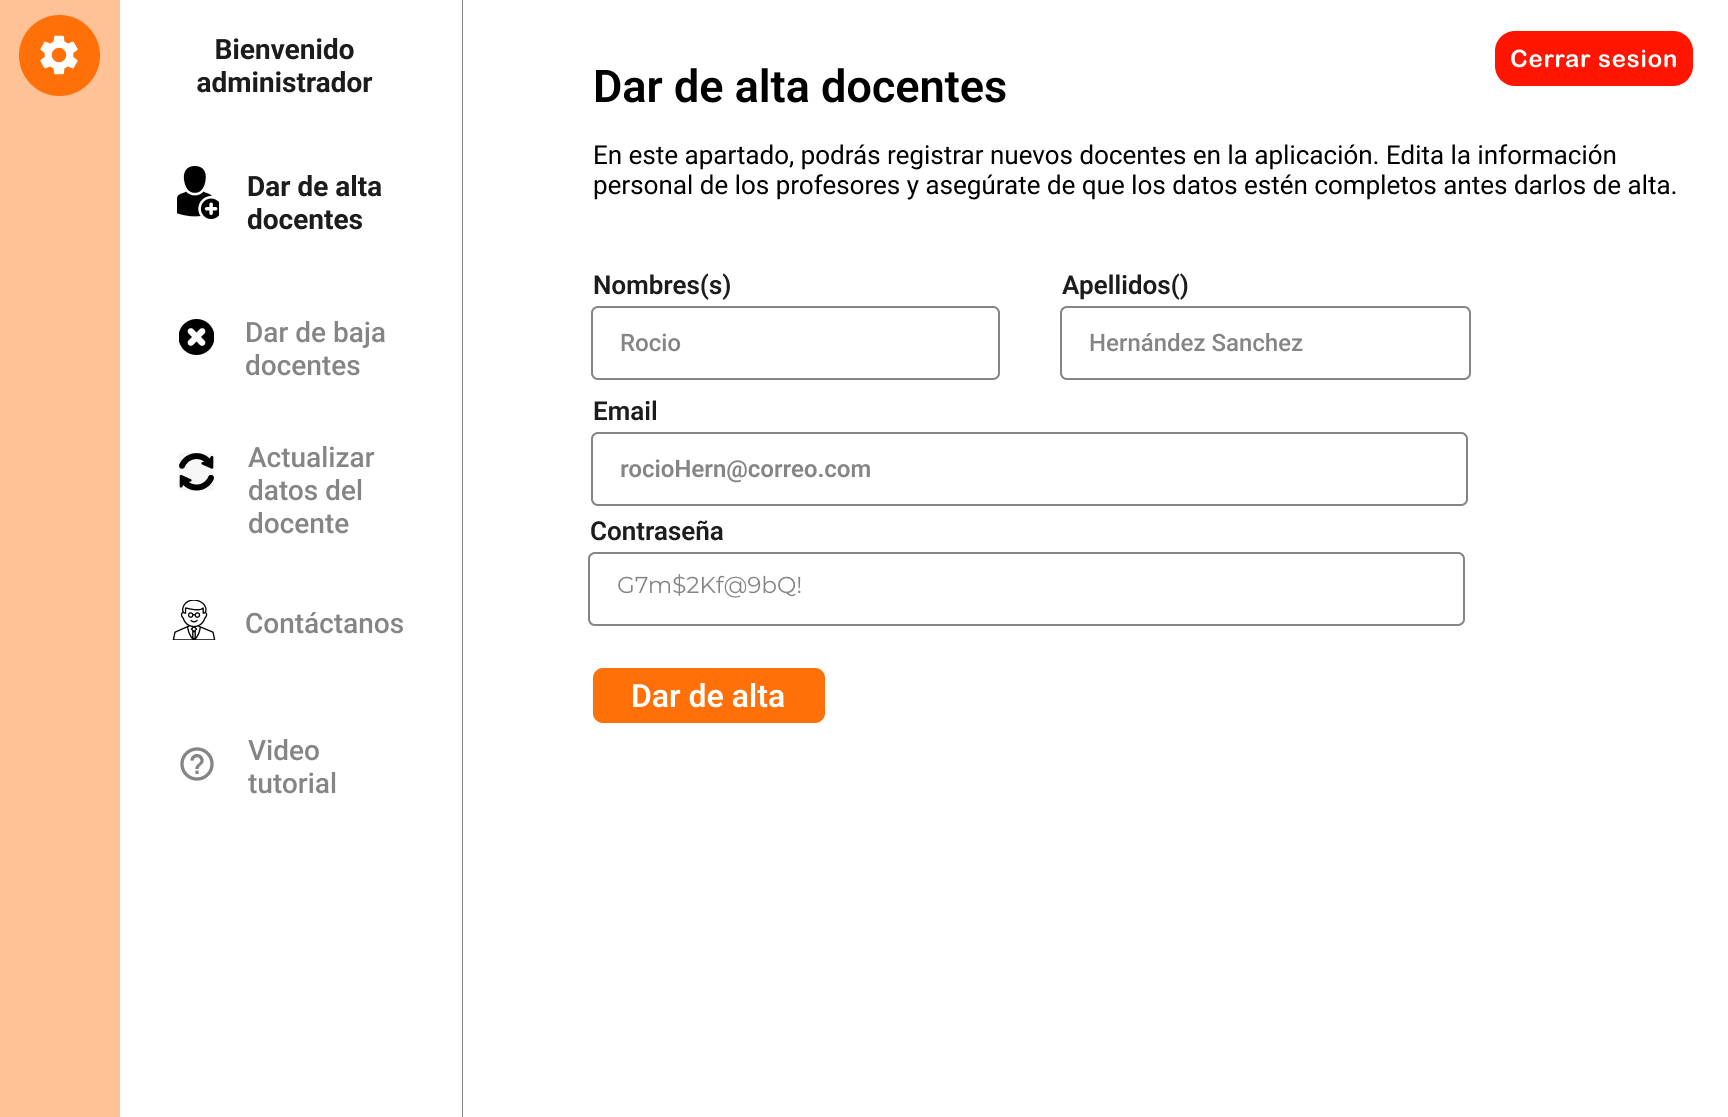 Bienvenido
administrador
Dar de alta
docentes
Dar de baja
docentes
Actualizar
datos del
docente
Contáctanos
Video
tutorial
Cerrar sesion
Dar de alta docentes
En este apartado, podrás registrar nuevos docentes en la aplicación. Edita la información
personal de los profesores y asegúrate de que los datos estén completos antes darlos de alta.
Nombres(s)
Apellidos()
Rocio
Hernández Sanchez
Email
rocioHern@correo.com
Contraseña
G7m$2Kf@9bQ!
Dar de alta